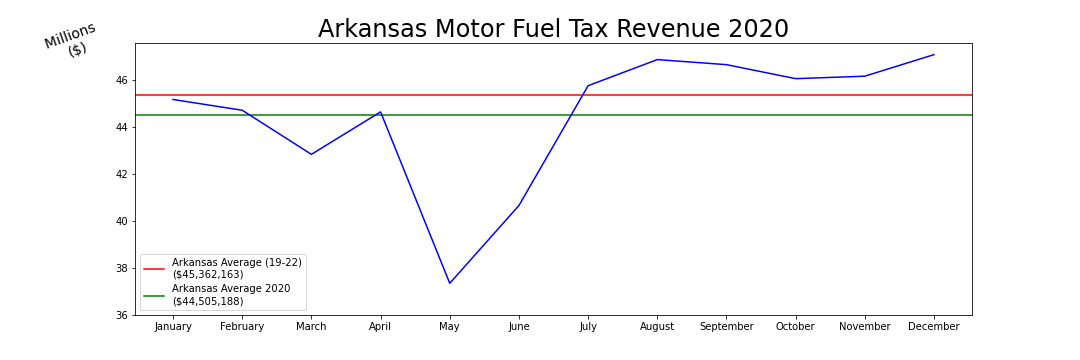 Arkansas Motor Fuel Tax Revenue 2020
Millions
($)
46
44
42
40
38
36
Arkansas Average (19-22)
($45,362,163)
Arkansas Average 2020
($44,505,188)
January February March April May June July August September October November December